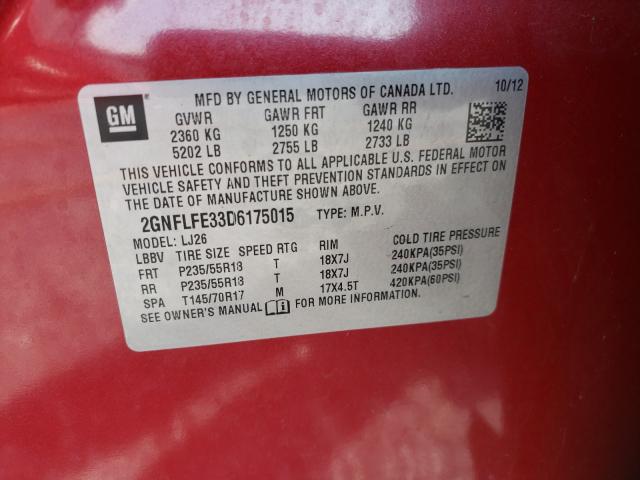 MFD BY GENERAL MOTORS OF CANADA LTD. 10/12
GM
GVWR GAWR FRT GAWR RR
2360 KG 1250 KG 1240 KG
5202 LB 2755 LB 2733 LB
THIS VEHICLE CONFORMS TO ALL APPLICABLE U.S. FEDERAL MOTOR
VEHICLE SAFETY AND THEFT PREVENTION STANDARDS IN EFFECT ON
THE DATE OF MANUFACTURE SHOWN ABOVE.
2GNFLFE33D6175015 TYPE: M.P.V.
MODEL: LJ26
LBBV TIRE SIZE SPEED RTG RIM COLD TIRE PRESSURE
FRT P235/55R18 T 18X7J 240KPA(35PSI)
RR P235/55R18 T 18X7J 240KPA(35PSI)
SPA T145/70R17 M 17X4.5T 420KPA(60PSI)
SEE OWNER'S MANUAL FOR MORE INFORMATION.